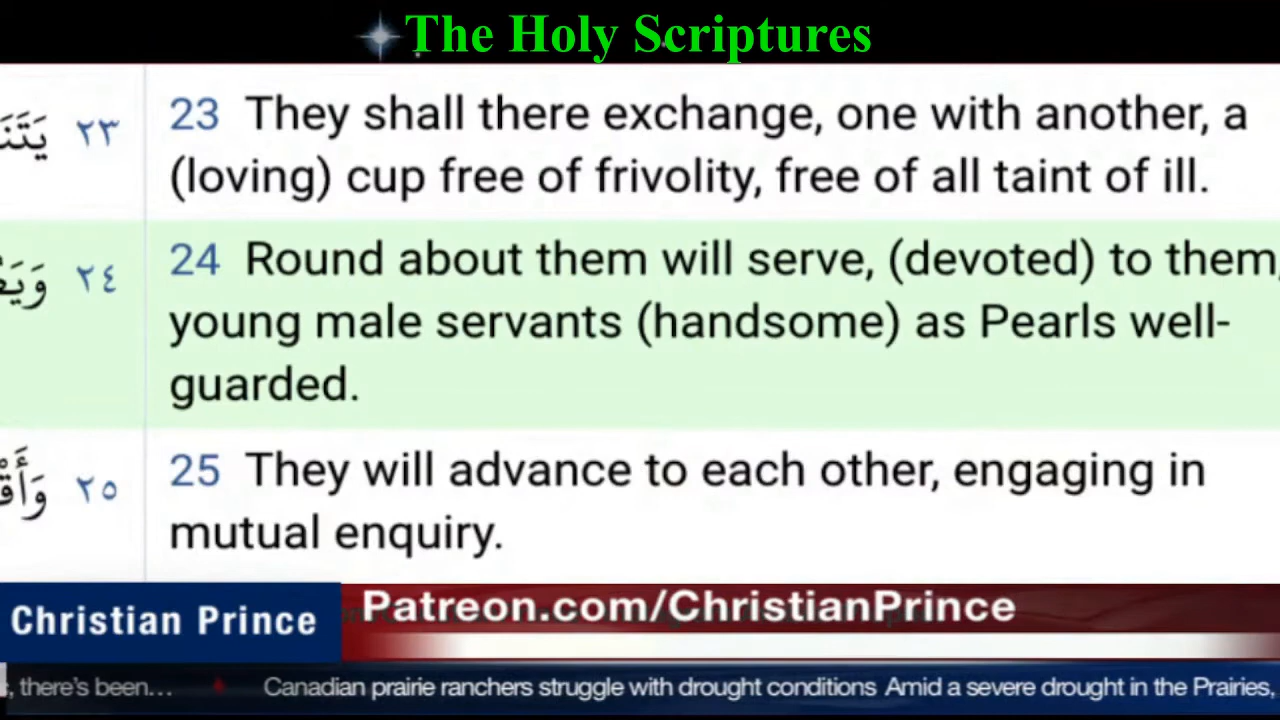 The Holy Scriptures
23 They shall there exchange, one with another, a
(loving) cup free of frivolity, free of all taint of ill.
٢٣
24 Round about them will serve, (devoted) to them,
young male servants (handsome) as Pearls well-
guarded.
٢٤
25 They will advance to each other, engaging in
mutual enquiry.
٢٥
Christian Prince
Patreon.com/ChristianPrince
, there's been... Canadian prairie ranchers struggle with drought conditions Amid a severe drought in the Prairies,